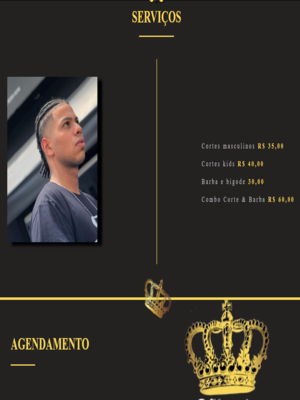 SERVIÇOS
Cortes masculinos R$ 35,00
Cortes kids R$ 40,00
Barba e bigode 30,00
Combo Corte & Barba R$ 60,00
AGENDAMENTO